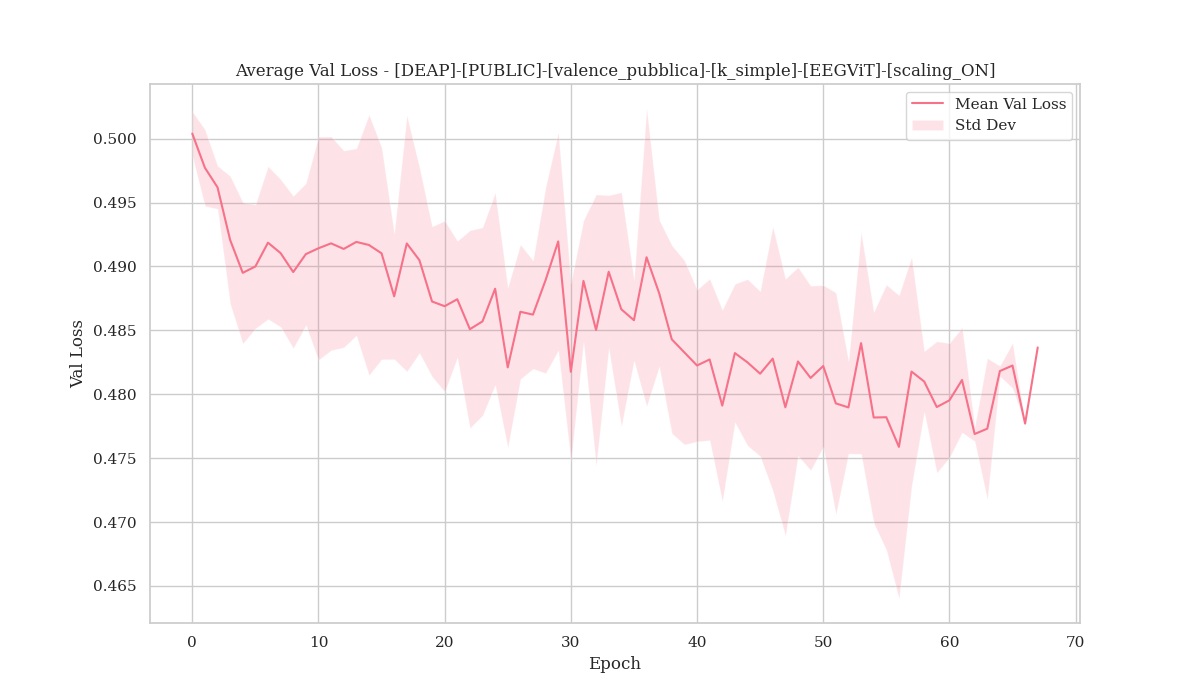 Average Val Loss - [DEAP]-[PUBLIC]-[valence_pubblica]-[k_simple]-[EEGViT]-[scaling_ON]
Mean Val Loss
Std Dev
Val Loss
0.500
0.495
0.490
0.485
0.480
0.475
0.470
0.465
0 10 20 30 40 50 60 70
Epoch